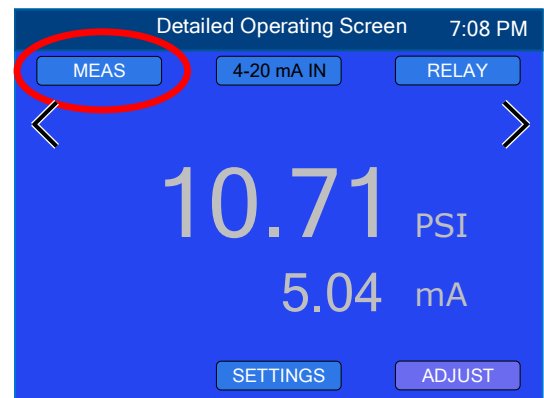 Detailed Operating Screen 7:08 PM
MEAS 4-20 mA IN RELAY
10.71 PSI
5.04 mA
SETTINGS ADJUST